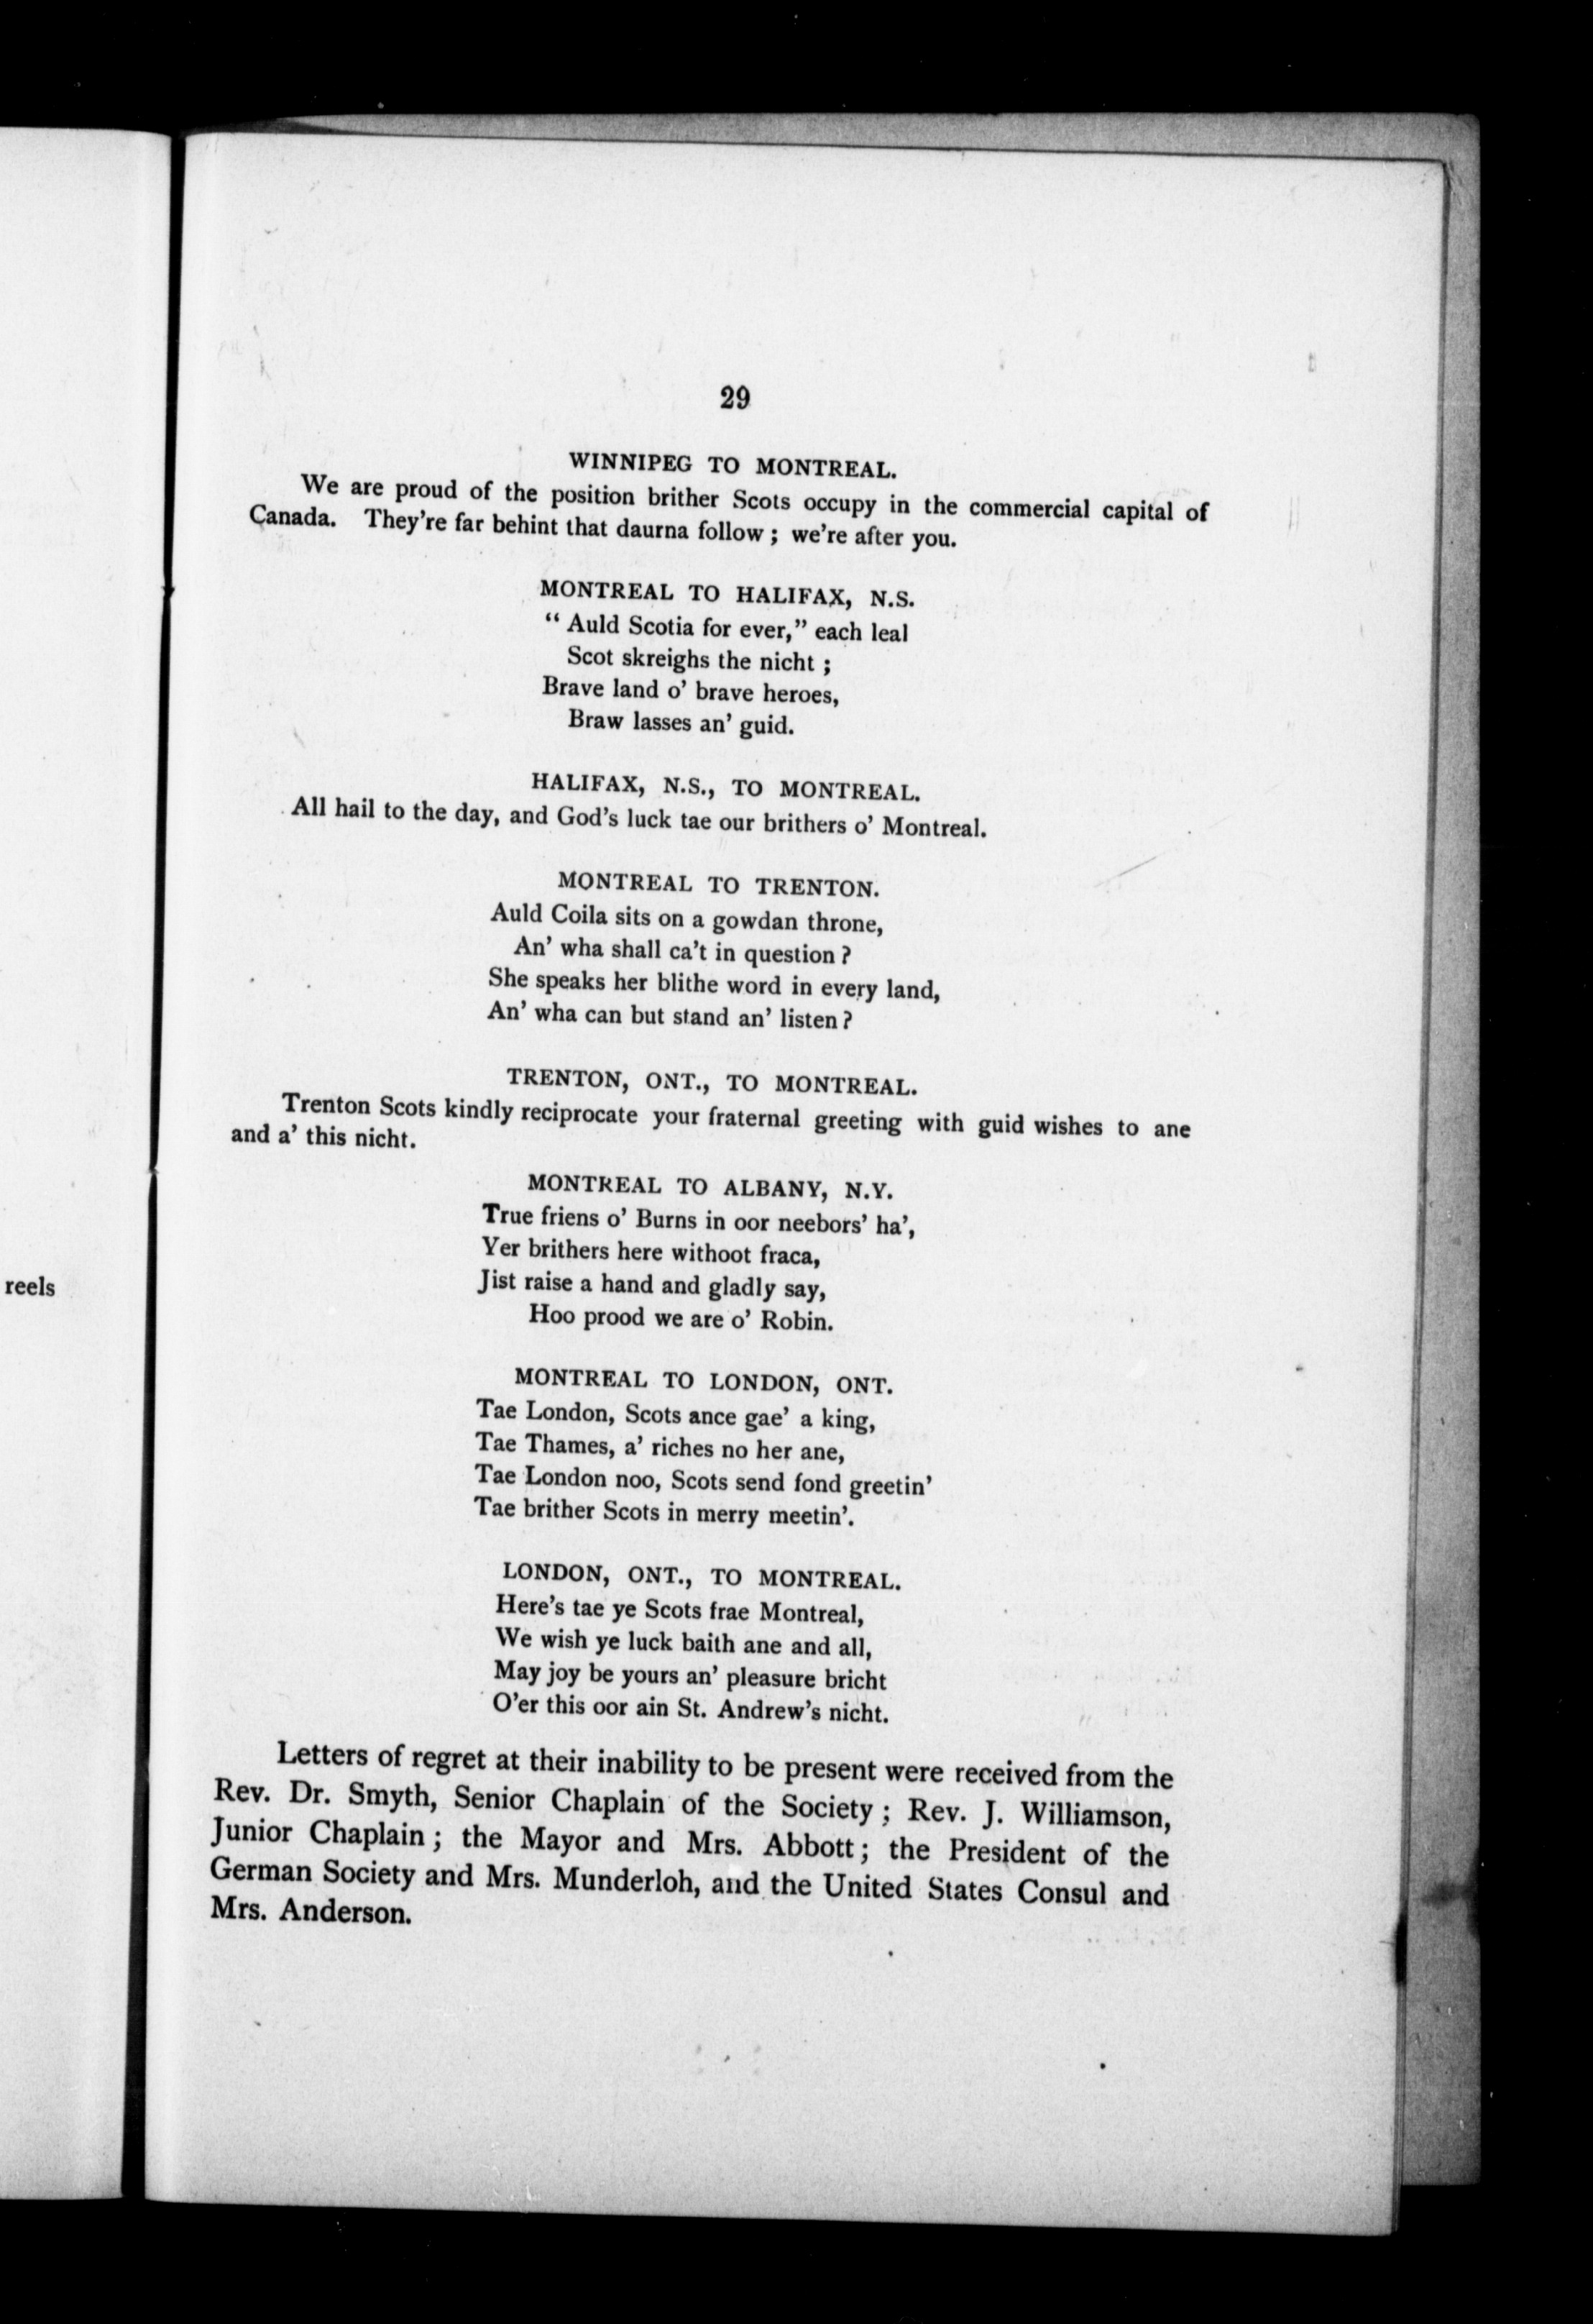 reels
29
WINNIPEG TO MONTREAL.
We are proud of the position brither Scots occupy in the commercial capital of
Canada. They're far behint that daurna follow ; we're after you.
MONTREAL TO HALIFAX, N.S.
" Auld Scotia for ever," each leal
Scot skreighs the nicht ;
Brave land o' brave heroes,
Braw lasses an' guid.
HALIFAX, N.S., TO MONTREAL.
All hail to the day, and God's luck tae our brithers o' Montreal.
MONTREAL TO TRENTON.
Auld Coila sits on a gowdan throne,
An' wha shall ca't in question ?
She speaks her blithe word in every land,
An' wha can but stand an' listen ?
TRENTON, ONT., TO MONTREAL.
Trenton Scots kindly reciprocate your fraternal greeting with guid wishes to ane
and a' this nicht.
MONTREAL TO ALBANY, N.Y.
True friens o' Burns in oor neebors' ha',
Yer brithers here withoot fraca,
Jist raise a hand and gladly say,
Hoo prood we are o' Robin.
MONTREAL TO LONDON, ONT.
Tae London, Scots ance gae' a king,
Tae Thames, a' riches no her ane,
Tae London noo, Scots send fond greetin'
Tae brither Scots in merry meetin'.
LONDON, ONT., TO MONTREAL.
Here's tae ye Scots frae Montreal,
We wish ye luck baith ane and all,
May joy be yours an' pleasure bricht
O'er this oor ain St. Andrew's nicht.
Letters of regret at their inability to be present were received from the
Rev. Dr. Smyth, Senior Chaplain of the Society ; Rev. J. Williamson,
Junior Chaplain ; the Mayor and Mrs. Abbott ; the President of the
German Society and Mrs. Munderloh, and the United States Consul and
Mrs. Anderson.